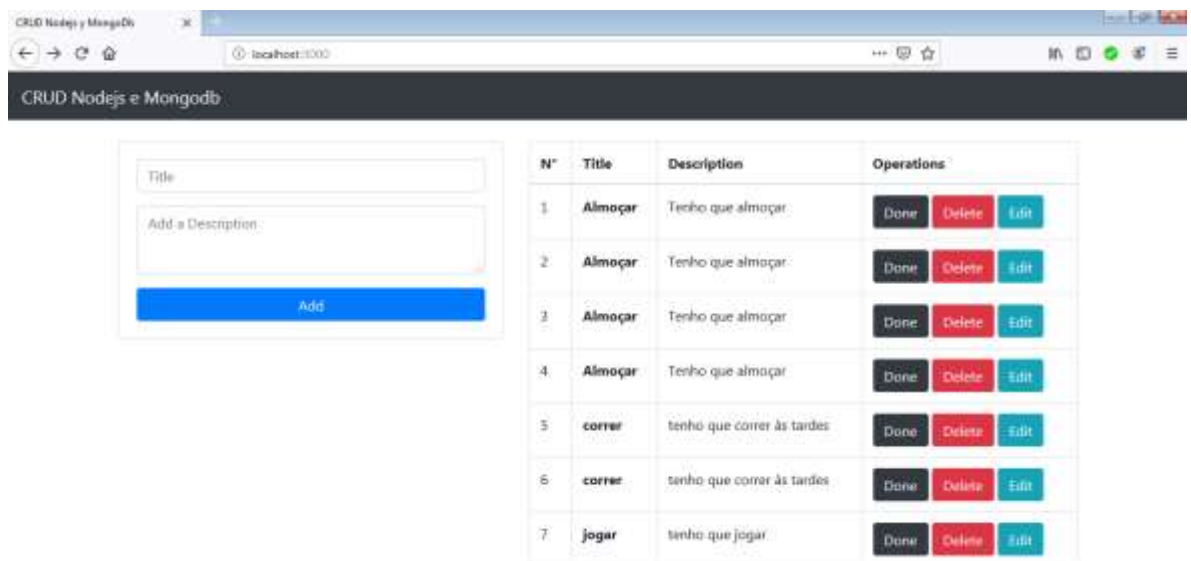 CRUD Nodejs y MongoDb
localhost:3000
CRUD Nodejs e Mongodb
Title
Add a Description
Add
N° Title Description Operations
1 Almoçar Tenho que almoçar Done Delete Edit
2 Almoçar Tenho que almoçar Done Delete Edit
3 Almoçar Tenho que almoçar Done Delete Edit
4 Almoçar Tenho que almoçar Done Delete Edit
5 correr tenho que correr às tardes Done Delete Edit
6 correr tenho que correr às tardes Done Delete Edit
7 jogar tenho que jogar Done Delete Edit